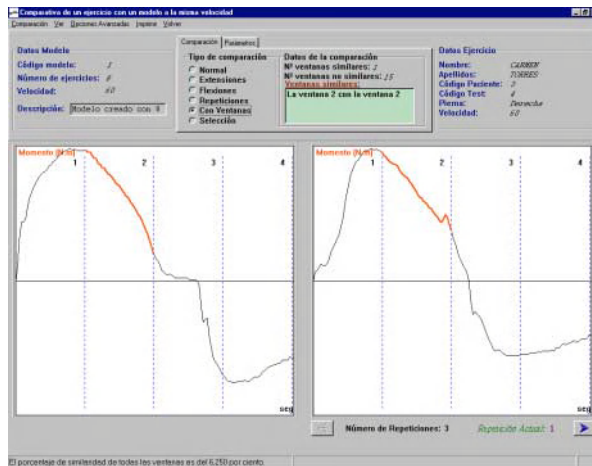 Comparativa de un ejercicio con un modelo a la misma velocidad
Comparación Ver Opciones Avanzadas Imprimir Volver
Datos Modelo
Código modelo: 1
Número de ejercicios: 6
Velocidad: 60
Descripción: Modelo creado con 6
Comparación Parametros
Tipo de comparación
Normal
Extensiones
Flexiones
Repeticiones
Con Ventanas
Selección
Datos de la comparación
Nº ventanas similares: 1
Nº ventanas no similares: 15
Ventanas similares:
La ventana 2 con la ventana 2
Datos Ejercicio
Nombre: CARMEN
Apellidos: TORRES
Código Paciente: 3
Código Test: 4
Pierna: Derecha
Velocidad: 60
Momento [N.m]
1 2 3 4
seg
Momento [N.m]
1 2 3 4
seg
Número de Repeticiones: 3
Repetición Actual: 1
El porcentaje de similaridad de todas las ventanas es del 6.250 por ciento